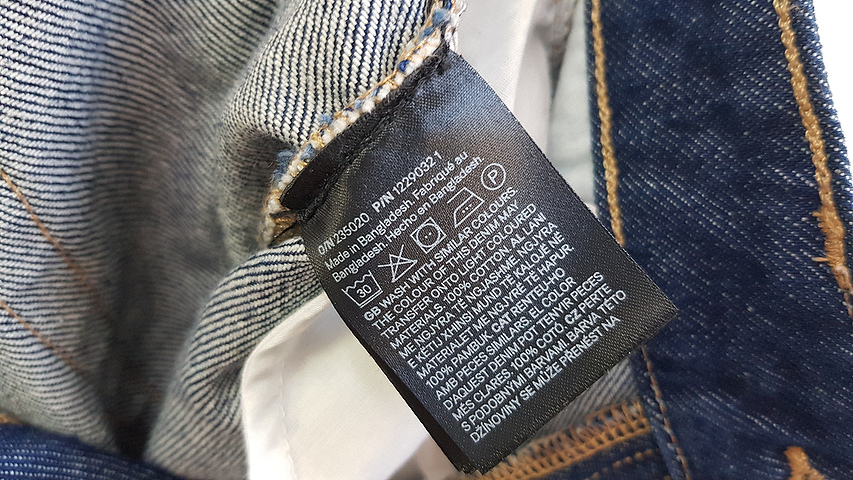 O/N 235020 P/N 1229032 1
Made in Bangladesh. Fabriqué au
Bangladesh. Hecho en Bangladesh.
30 P
GB WASH WITH SIMILAR COLOURS.
THE COLOUR OF THIS DENIM MAY
TRANSFER ONTO LIGHT COLOURED
MATERIALS. 100% COTTON. AL LANI
ME NGJYRA TË NGJASHME. NGJYRA
E KËTIJ XHINSI MUND TË KALOJË NË
MATERIALET ME NGJYRË TË HAPUR.
100% PAMBUK. CAT RENTEU-HO
AMB PECES SIMILARS. EL COLOR
D'AQUEST DENIM POT TENYIR PECES
MÉS CLARES. 100% COTÓ. CZ PERTE
S PODOBNÝMI BARVAMI. BARVA TÉTO
DŽÍNOVINY SE MŮŽE PŘENÉST NA